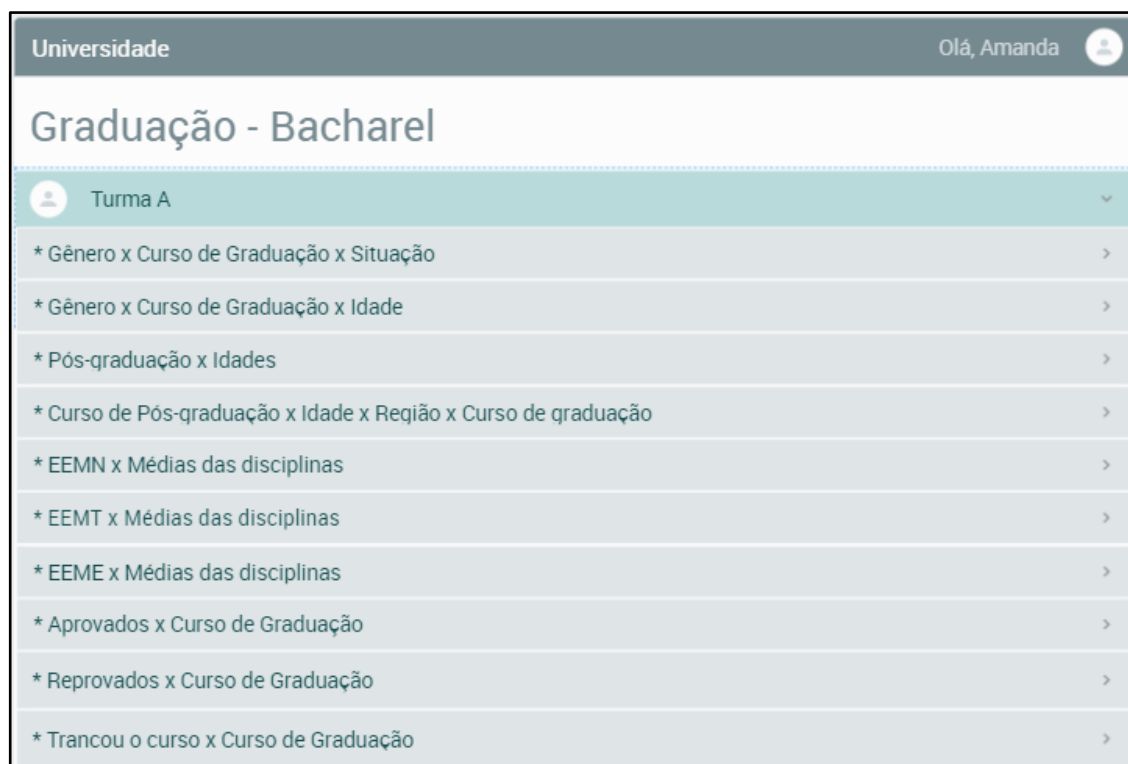 Universidade Olá, Amanda
Graduação - Bacharel
Turma A
* Gênero x Curso de Graduação x Situação
* Gênero x Curso de Graduação x Idade
* Pós-graduação x Idades
* Curso de Pós-graduação x Idade x Região x Curso de graduação
* EEMN x Médias das disciplinas
* EEMT x Médias das disciplinas
* EEME x Médias das disciplinas
* Aprovados x Curso de Graduação
* Reprovados x Curso de Graduação
* Trancou o curso x Curso de Graduação